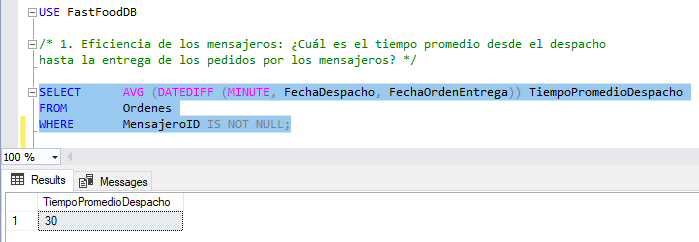 USE FastFoodDB
/* 1. Eficiencia de los mensajeros: ¿Cuál es el tiempo promedio desde el despacho
hasta la entrega de los pedidos por los mensajeros? */
SELECT AVG (DATEDIFF (MINUTE, FechaDespacho, FechaOrdenEntrega)) TiempoPromedioDespacho
FROM Ordenes
WHERE MensajeroID IS NOT NULL;
100 %
Results Messages
TiempoPromedioDespacho
1 30